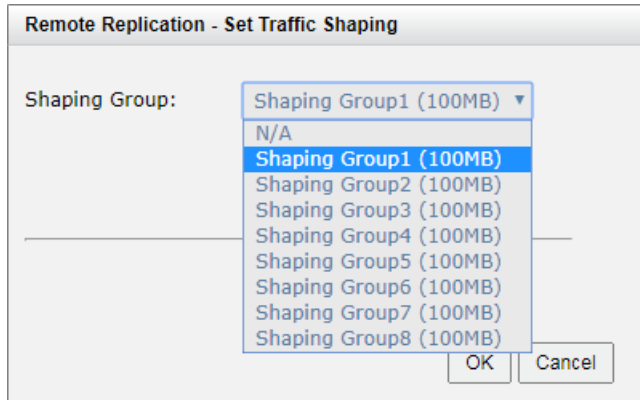 Remote Replication - Set Traffic Shaping
Shaping Group: Shaping Group1 (100MB)
N/A
Shaping Group1 (100MB)
Shaping Group2 (100MB)
Shaping Group3 (100MB)
Shaping Group4 (100MB)
Shaping Group5 (100MB)
Shaping Group6 (100MB)
Shaping Group7 (100MB)
Shaping Group8 (100MB)
OK Cancel